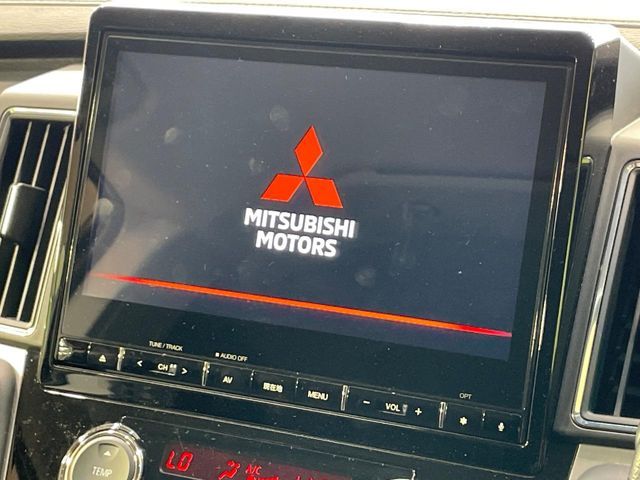 MITSUBISHI
MOTORS
TUNE / TRACK
■ AUDIO OFF
OPT
< CH >
AV
現在地
MENU
− VOL +
✱
TEMP
LO
A/C